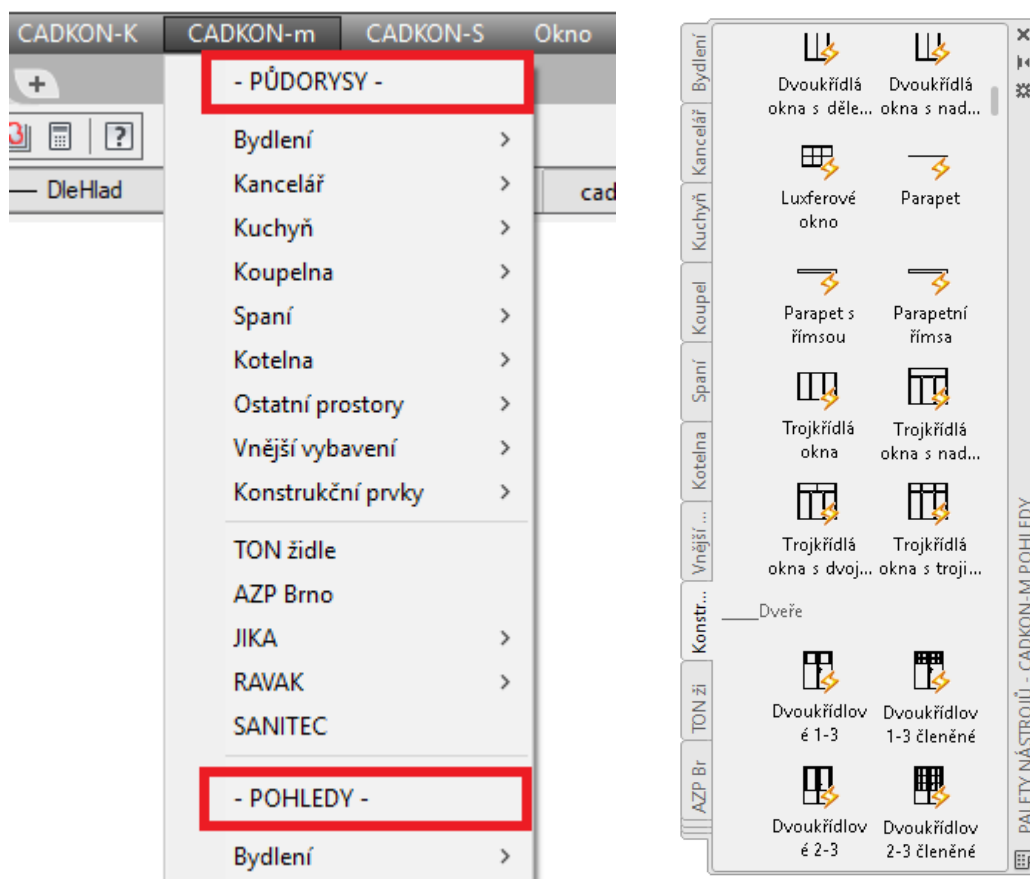 CADKON-K CADKON-m CADKON-S Okno
- PŮDORYSY -
Bydlení
DleHlad
Kancelář
cad
Kuchyň
Koupelna
Spaní
Kotelna
Ostatní prostory
Vnější vybavení
Konstrukční prvky
TON židle
AZP Brno
JIKA
RAVAK
SANITEC
- POHLEDY -
Bydlení
Bydlení
Kancelář
Kuchyň
Koupel
Spaní
Kotelna
Vnější ...
Konstr...
TON ži
AZP Br
Dvoukřídlá Dvoukřídlá
okna s děle... okna s nad...
Luxferové Parapet
okno
Parapet s Parapetní
římsou římsa
Trojkřídlá Trojkřídlá
okna okna s nad...
Trojkřídlá Trojkřídlá
okna s dvoj... okna s troji...
____Dveře
Dvoukřídlov Dvoukřídlov
é 1-3 1-3 členěné
Dvoukřídlov Dvoukřídlov
é 2-3 2-3 členěné
PALETY NÁSTROJŮ - CADKON-M POHLEDY